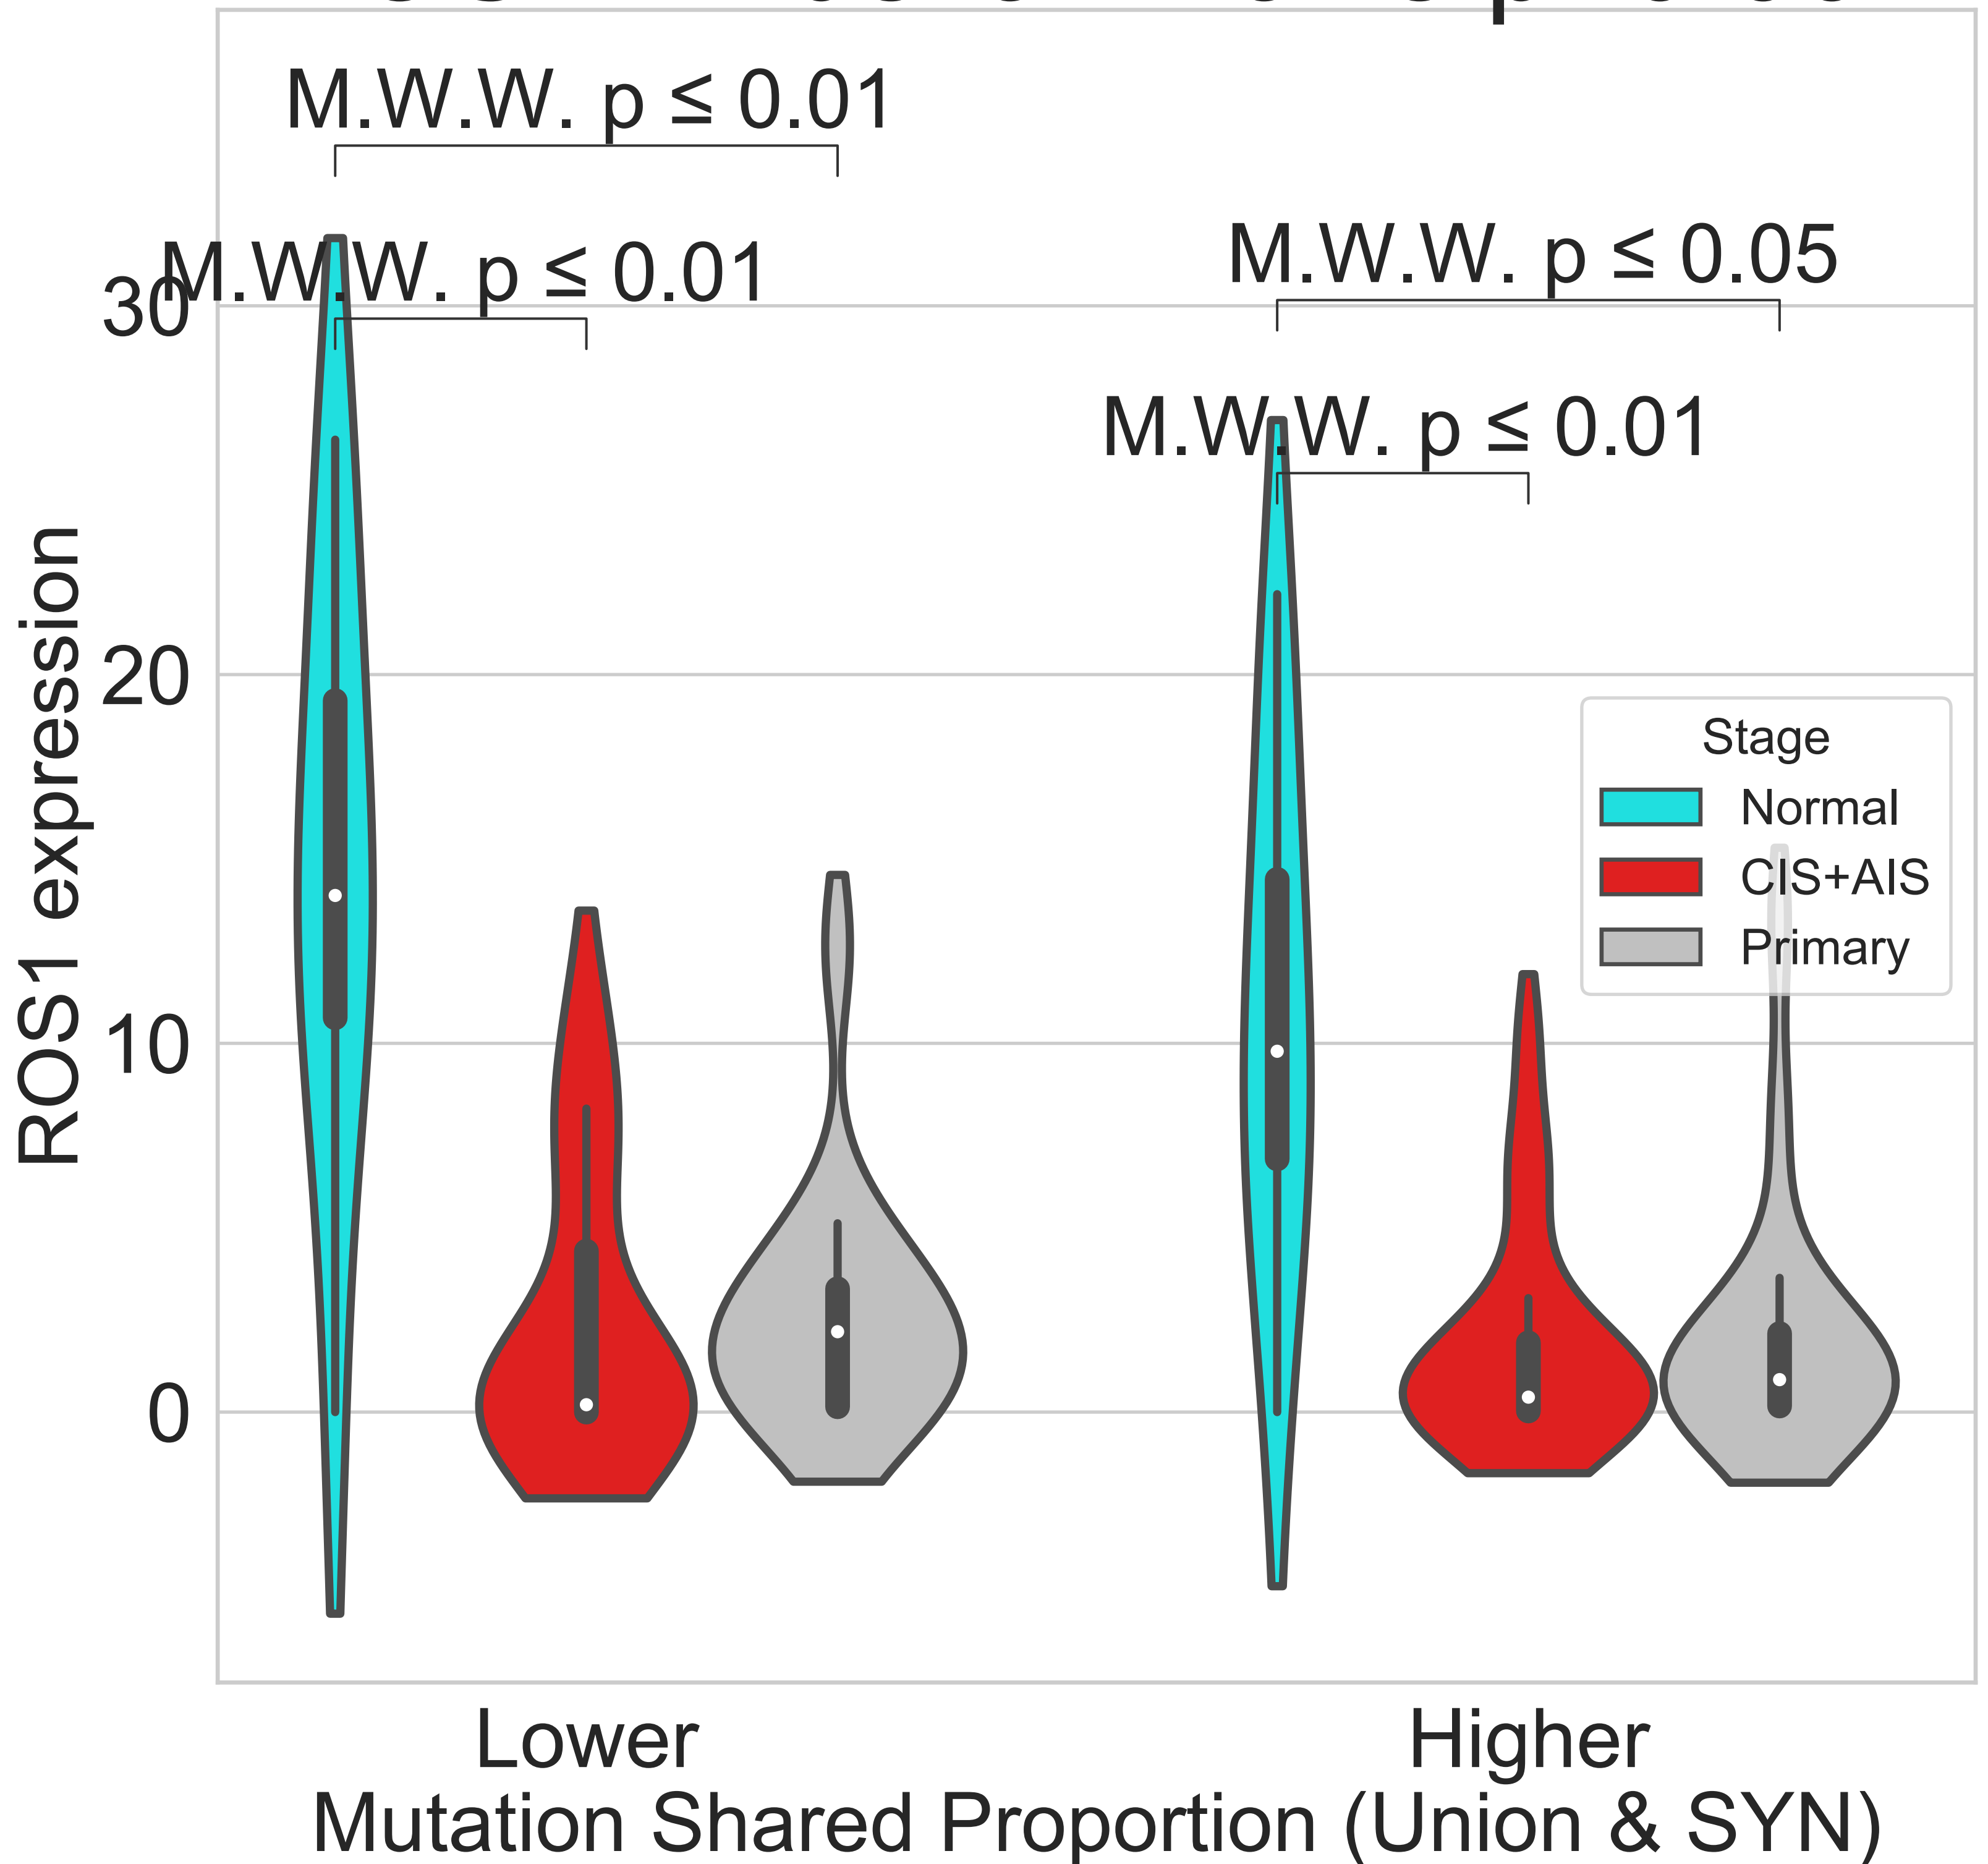 M.W.W. p ≤ 0.01
M.W.W. p ≤ 0.01
M.W.W. p ≤ 0.05
M.W.W. p ≤ 0.01
30
20
10
0
ROS1 expression
Stage
Normal
CIS+AIS
Primary
Lower
Higher
Mutation Shared Proportion (Union & SYN)